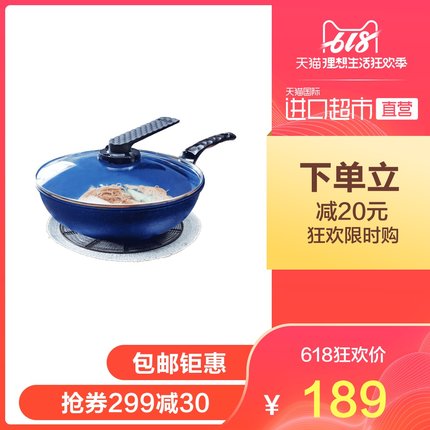 618
天猫理想生活狂欢季
天猫国际
进口超市 直营
下单立
减20元
狂欢限时购
包邮钜惠
抢券299减30
618狂欢价
¥ 189